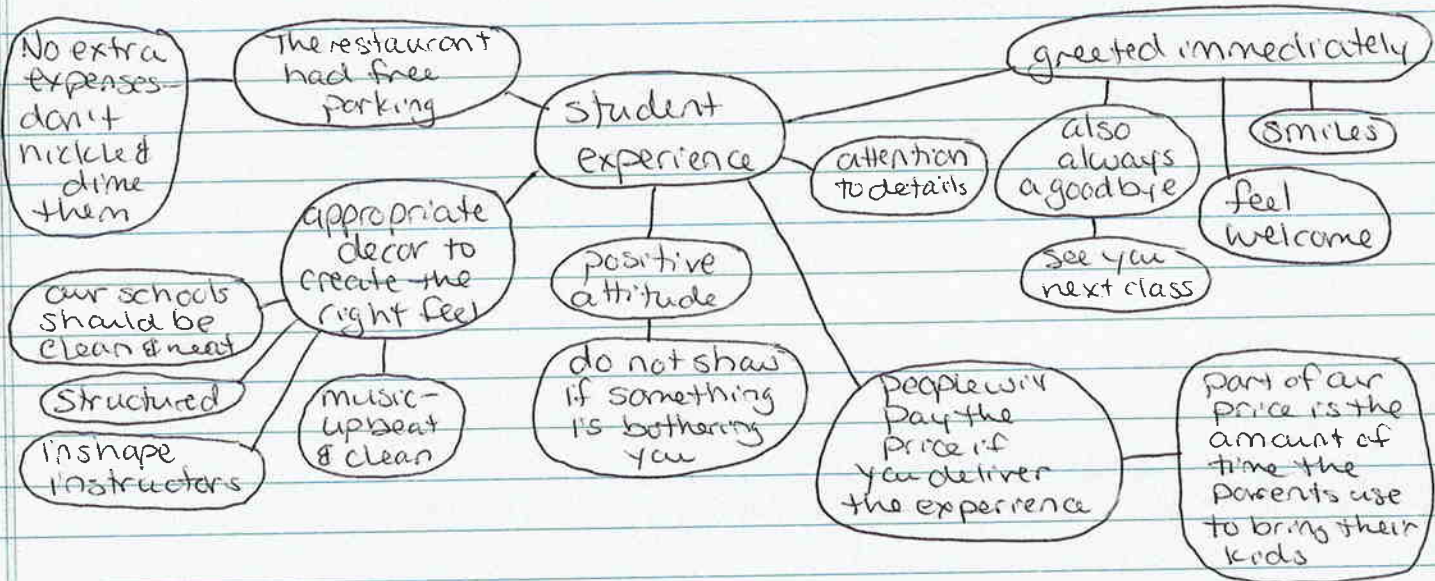 No extra
expenses-
don't
nickle &
dime
them
The restaurant
had free
parking
student
experience
greeted immediately
also
always
a goodbye
smiles
feel
welcome
see you
next class
attention
to details
appropriate
decor to
create the
right feel
our schools
should be
clean & neat
structured
inshape
instructors
music-
upbeat
& clean
positive
attitude
do not show
if something
is bothering
you
people will
pay the
price if
you deliver
the experience
part of our
price is the
amount of
time the
parents use
to bring their
kids